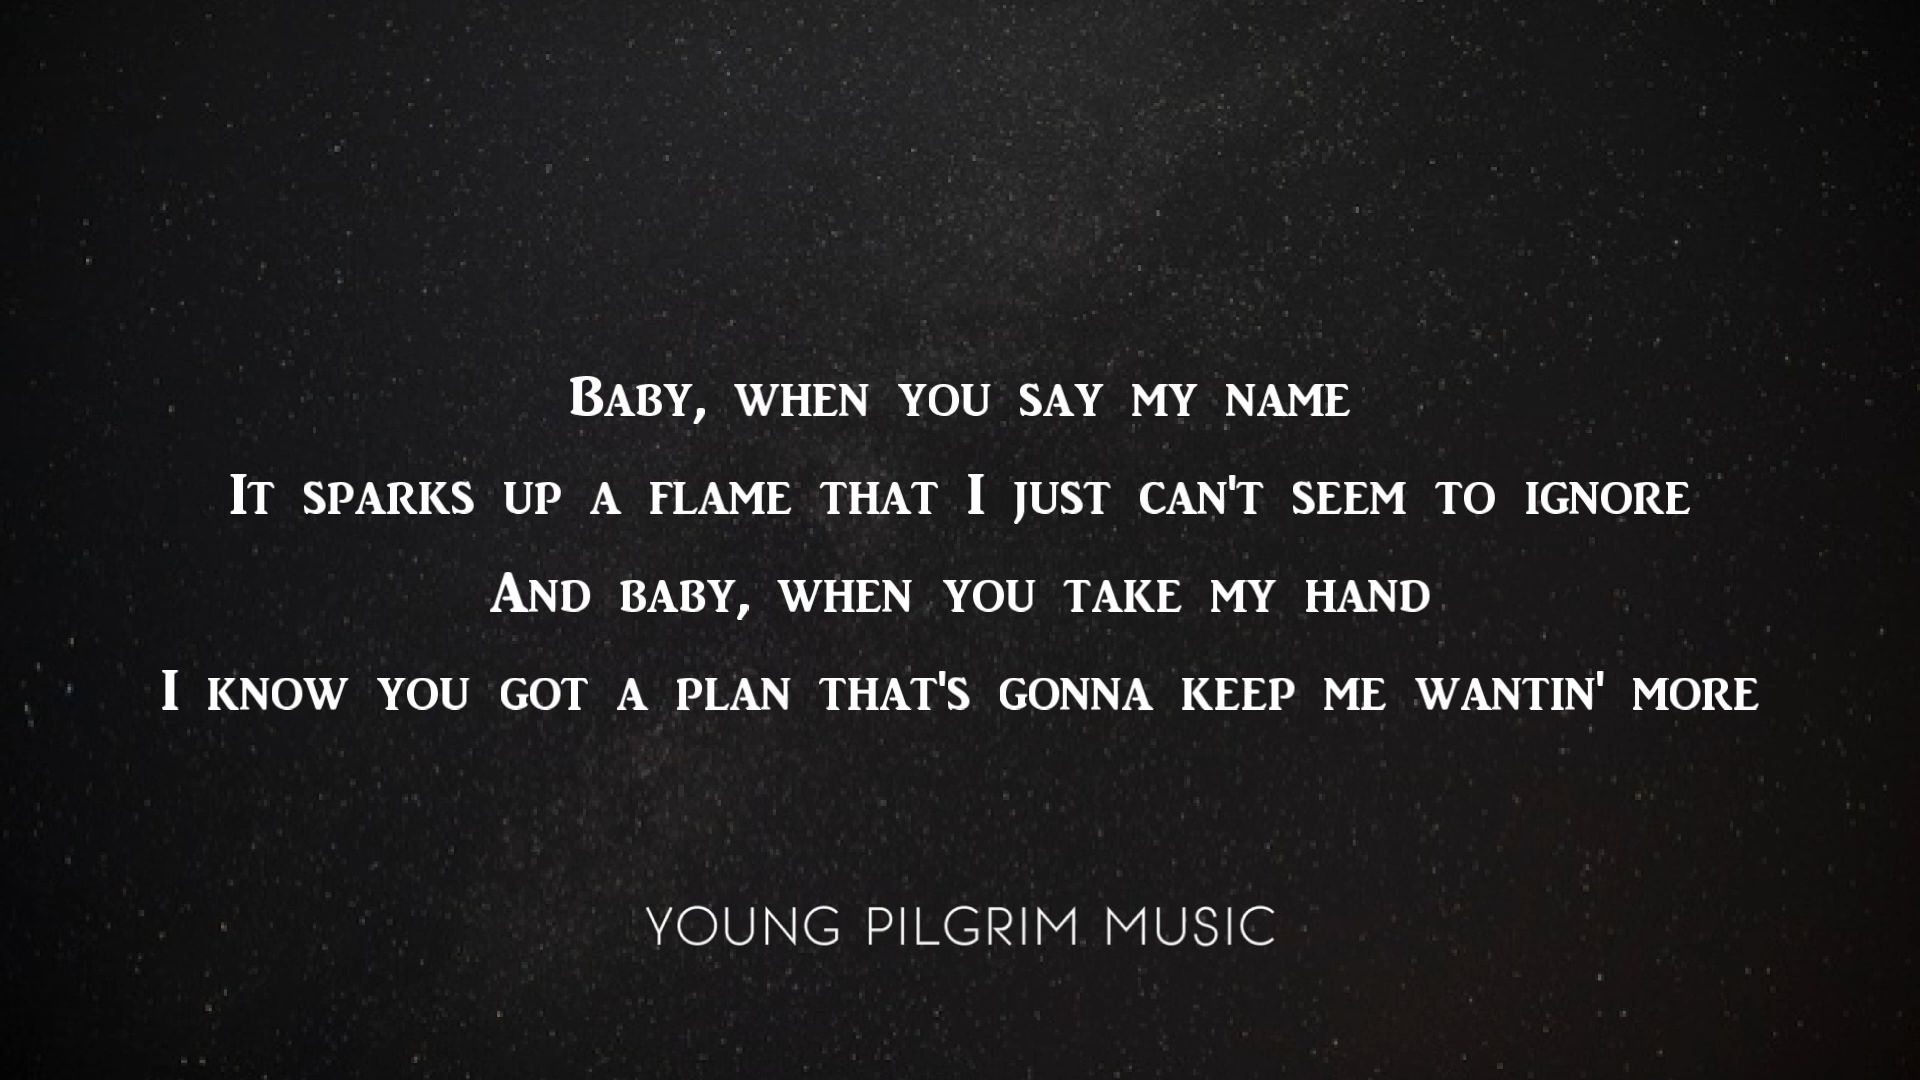 Baby, when you say my name
It sparks up a flame that I just can't seem to ignore
And baby, when you take my hand
I know you got a plan that's gonna keep me wantin' more
YOUNG PILGRIM MUSIC